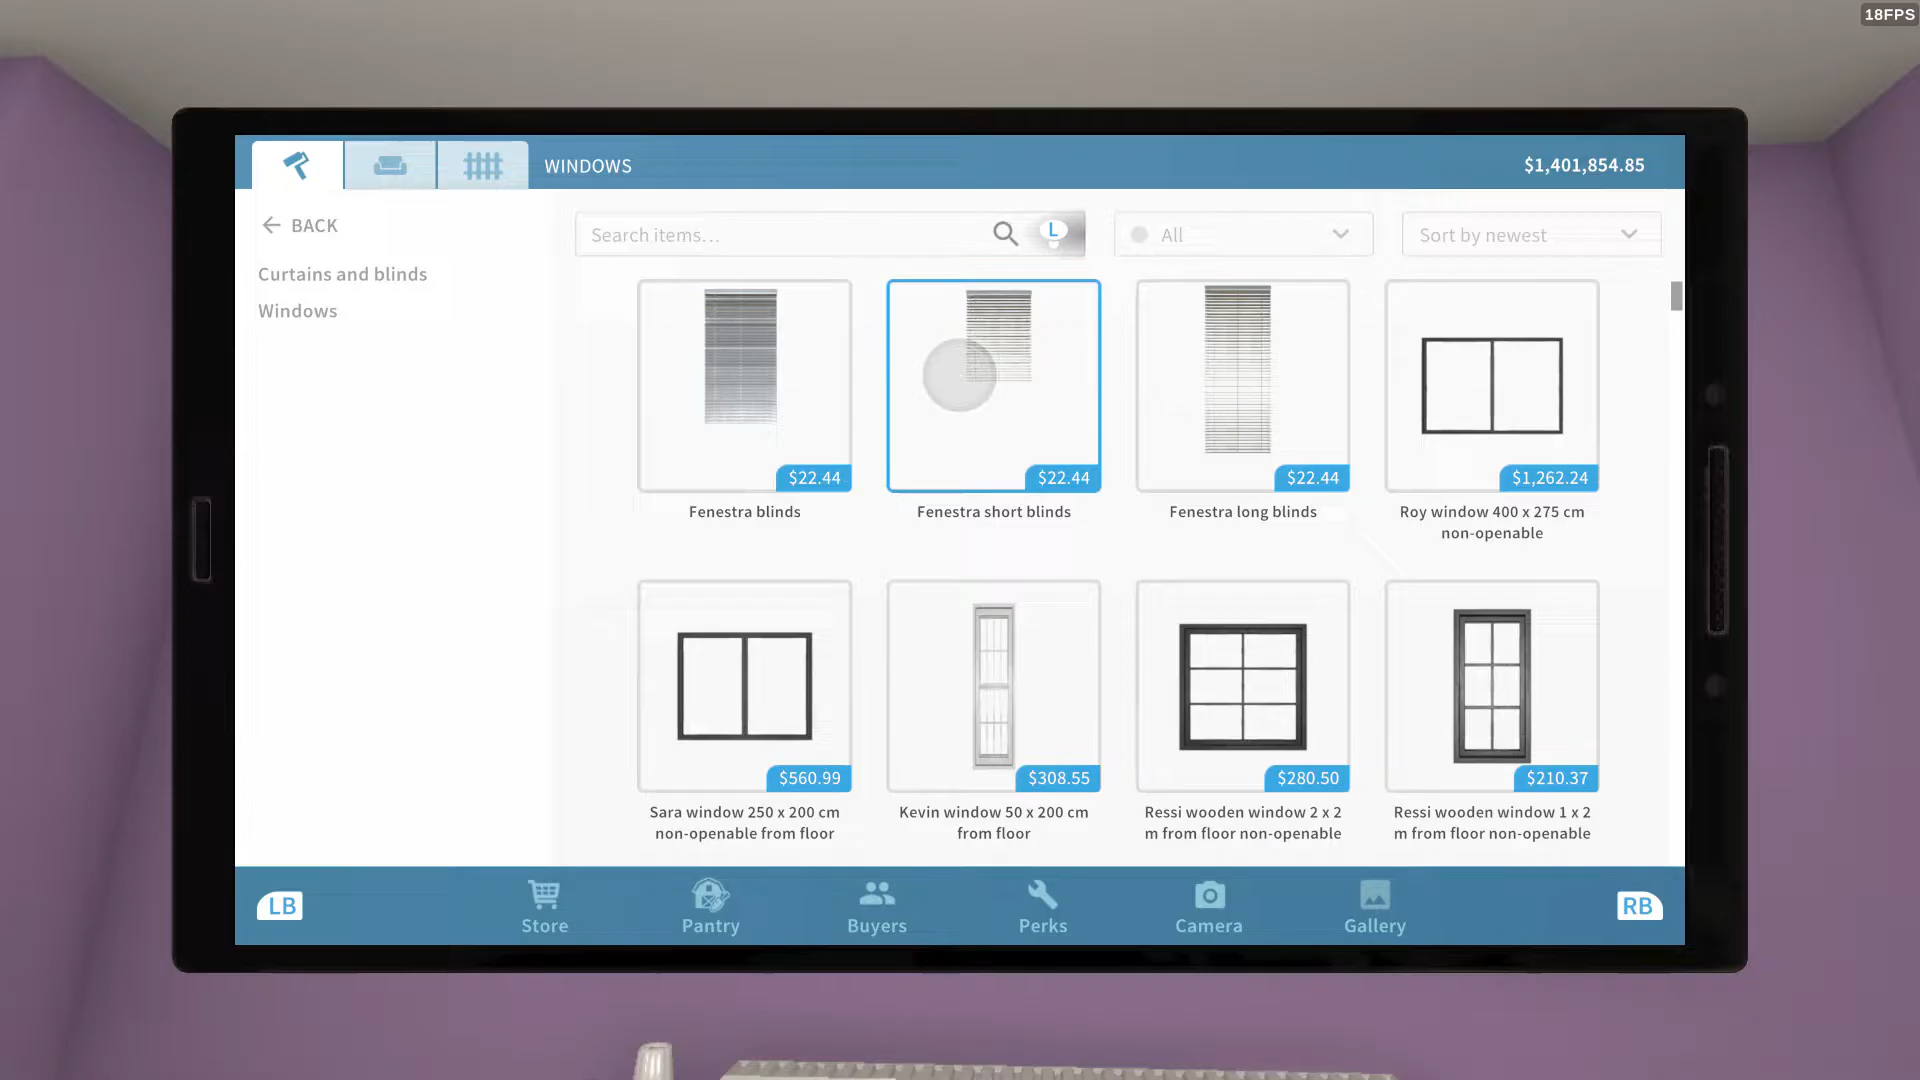 18FPS
WINDOWS
$1,401,854.85
BACK
Search items...
L
All
Sort by newest
Curtains and blinds
Windows
$22.44
$22.44
$22.44
$1,262.24
Fenestra blinds
Fenestra short blinds
Fenestra long blinds
Roy window 400 x 275 cm
non-openable
$560.99
$308.55
$280.50
$210.37
Sara window 250 x 200 cm
non-openable from floor
Kevin window 50 x 200 cm
from floor
Ressi wooden window 2 x 2
m from floor non-openable
Ressi wooden window 1 x 2
m from floor non-openable
LB
Store
Pantry
Buyers
Perks
Camera
Gallery
RB